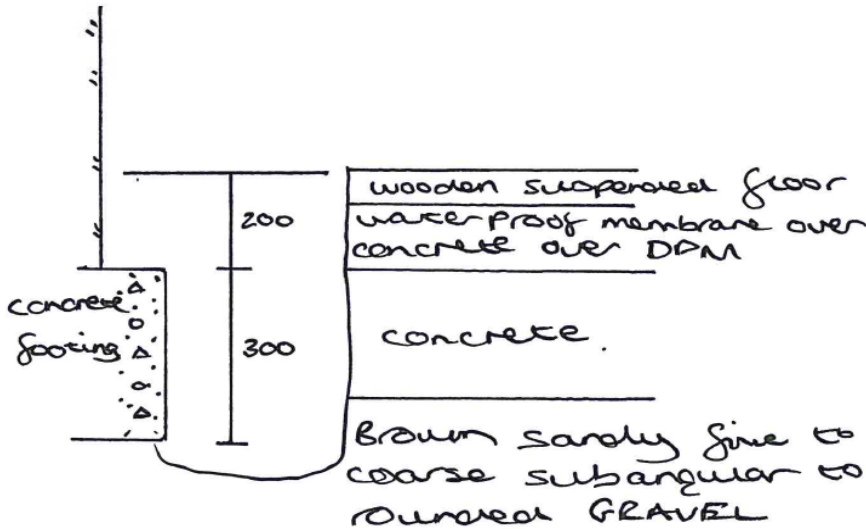 wooden suspended floor
200
waterproof membrane over
concrete over DPM
concrete
footing
300
concrete.
Brown sandy fine to
coarse subangular to
rounded GRAVEL